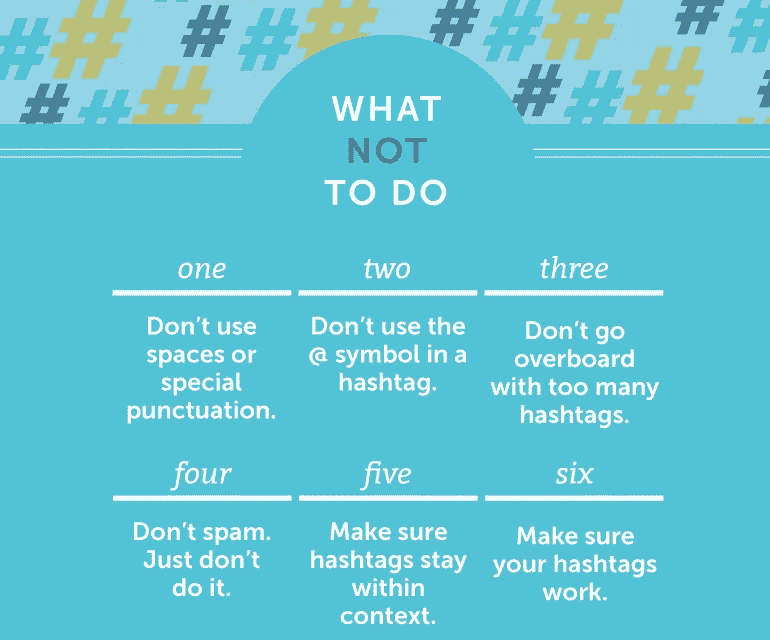 WHAT
NOT
TO DO
one
Don't use
spaces or
special
punctuation.
two
Don't use the
@ symbol in a
hashtag.
three
Don't go
overboard
with too many
hashtags.
four
Don't spam.
Just don't
do it.
five
Make sure
hashtags stay
within
context.
six
Make sure
your hashtags
work.